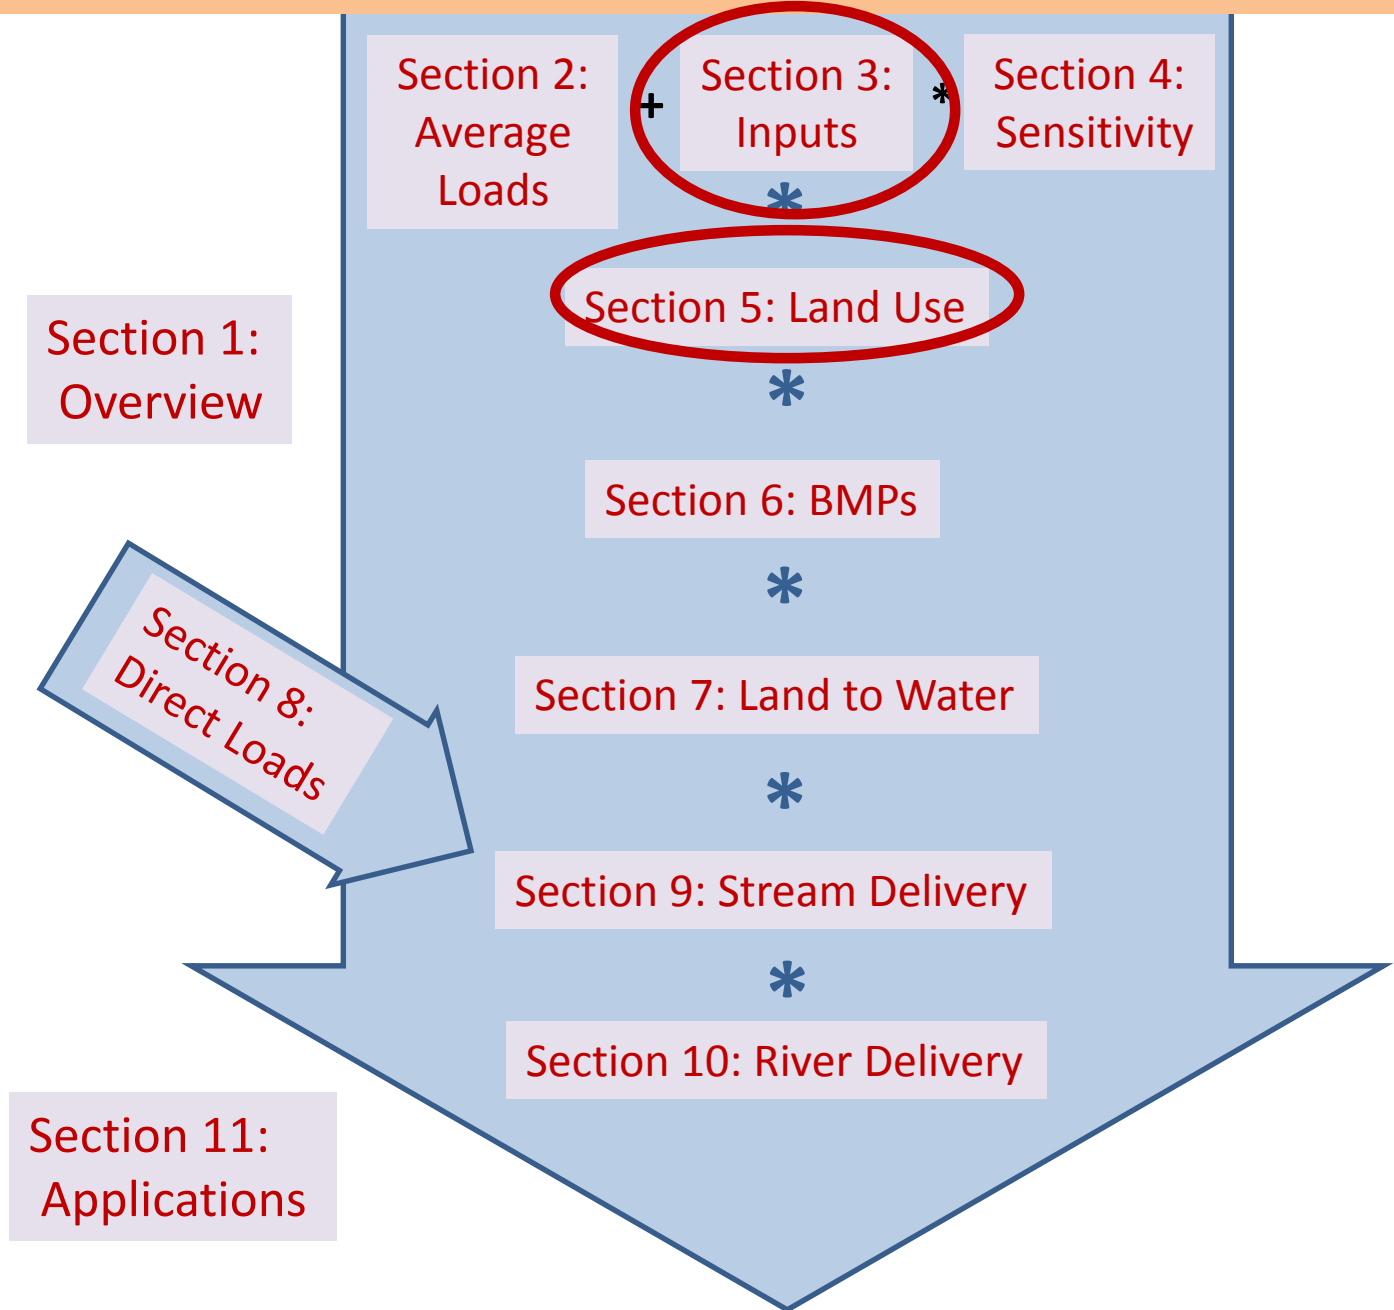 Section 2:
Average
Loads
+
Section 3:
Inputs
*
Section 4:
Sensitivity
*
Section 5: Land Use
*
Section 1:
Overview
Section 6: BMPs
*
Section 8:
Direct Loads
Section 7: Land to Water
*
Section 9: Stream Delivery
*
Section 10: River Delivery
Section 11:
Applications